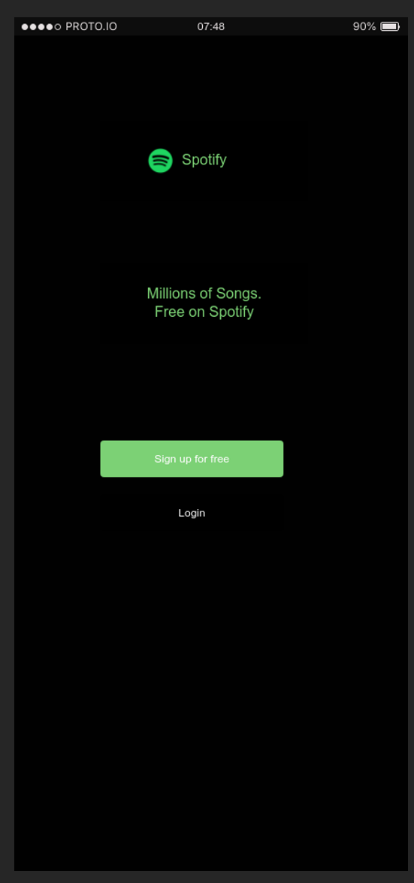 PROTO.IO 07:48 90%
Spotify
Millions of Songs.
Free on Spotify
Sign up for free
Login